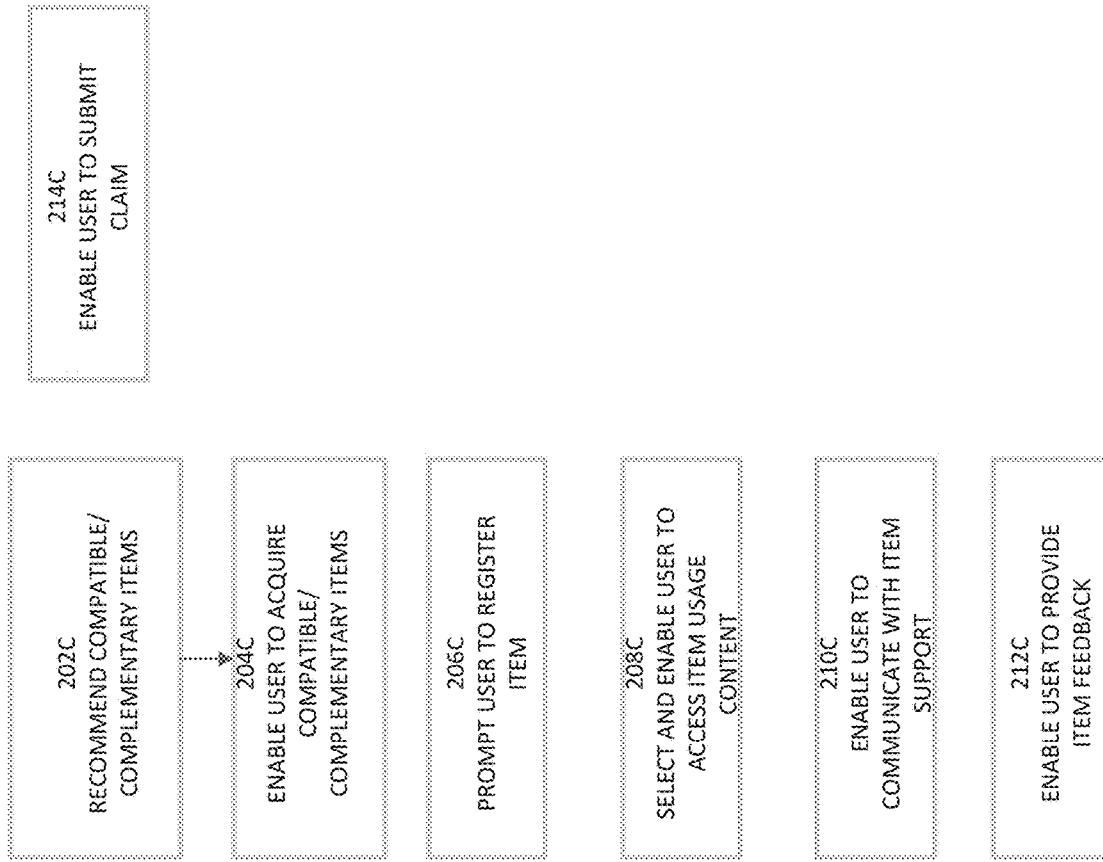 202C
RECOMMEND COMPATIBLE/
COMPLEMENTARY ITEMS
204C
ENABLE USER TO ACQUIRE
COMPATIBLE/
COMPLEMENTARY ITEMS
206C
PROMPT USER TO REGISTER
ITEM
208C
SELECT AND ENABLE USER TO
ACCESS ITEM USAGE
CONTENT
210C
ENABLE USER TO
COMMUNICATE WITH ITEM
SUPPORT
212C
ENABLE USER TO PROVIDE
ITEM FEEDBACK
214C
ENABLE USER TO SUBMIT
CLAIM